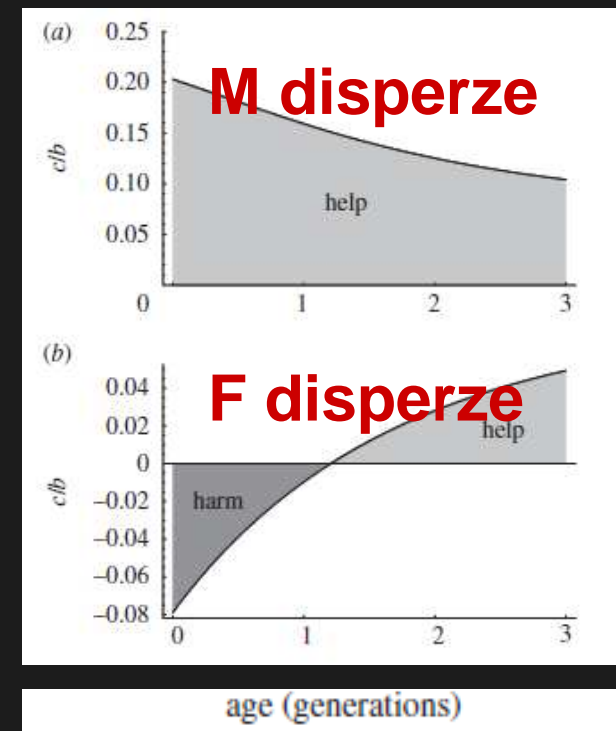 (a)
0.25
M disperze
0.20
0.15
c/b
0.10
help
0.05
0 1 2 3
(b)
F disperze
0.04
0.02
help
0
c/b
harm
–0.02
–0.04
–0.06
–0.08
0 1 2 3
age (generations)